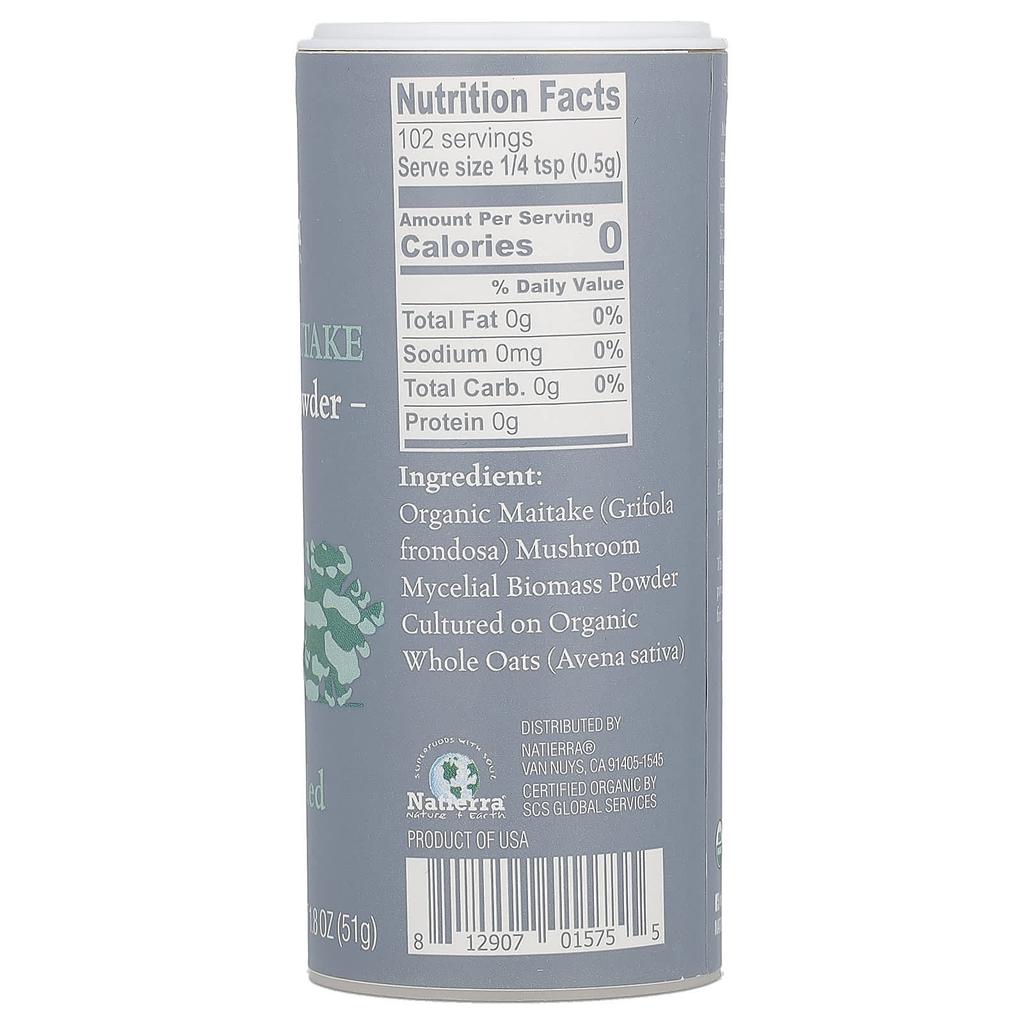 Nutrition Facts
102 servings
Serve size 1/4 tsp (0.5g)
Amount Per Serving
Calories 0
% Daily Value
Total Fat 0g 0%
Sodium 0mg 0%
Total Carb. 0g 0%
Protein 0g
TAKE
wder –
Ingredient:
Organic Maitake (Grifola
frondosa) Mushroom
Mycelial Biomass Powder
Cultured on Organic
Whole Oats (Avena sativa)
ed
1.8 OZ (51g)
SUPERFOODS WITH SOUL
Natierra®
Nature + Earth
DISTRIBUTED BY
NATIERRA®
VAN NUYS, CA 91405-1545
CERTIFIED ORGANIC BY
SCS GLOBAL SERVICES
PRODUCT OF USA
8 12907 01575 5